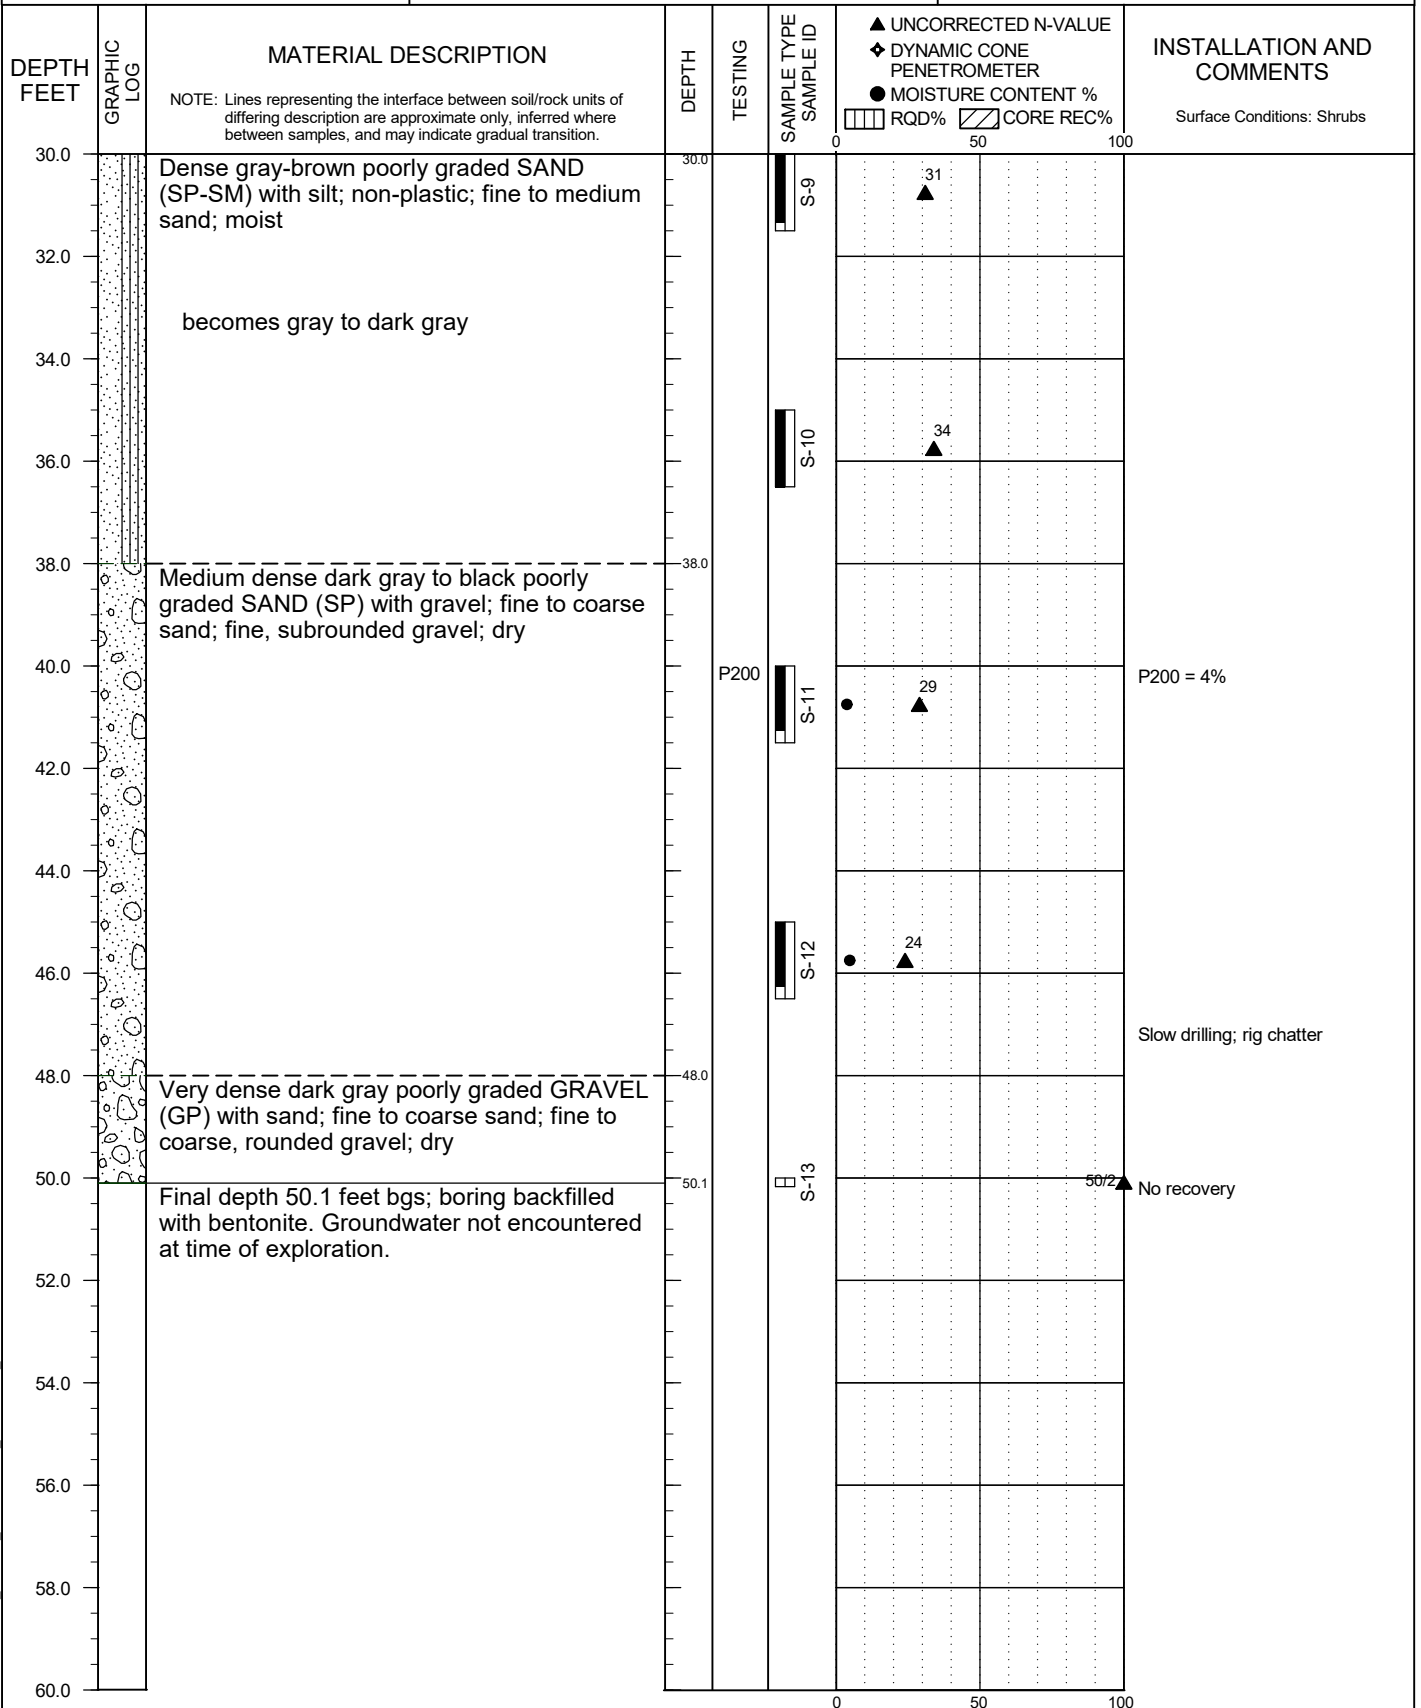 DEPTH
FEET
GRAPHIC
LOG
MATERIAL DESCRIPTION
NOTE: Lines representing the interface between soil/rock units of
differing description are approximate only, inferred where
between samples, and may indicate gradual transition.
DEPTH
TESTING
SAMPLE TYPE
SAMPLE ID
UNCORRECTED N-VALUE
DYNAMIC CONE
PENETROMETER
MOISTURE CONTENT %
RQD% CORE REC%
0 50 100
INSTALLATION AND
COMMENTS
Surface Conditions: Shrubs
30.0
Dense gray-brown poorly graded SAND
(SP-SM) with silt; non-plastic; fine to medium
sand; moist
30.0
S-9
31
32.0
becomes gray to dark gray
34.0
S-10
34
36.0
38.0
38.0
Medium dense dark gray to black poorly
graded SAND (SP) with gravel; fine to coarse
sand; fine, subrounded gravel; dry
40.0
P200
S-11
29
P200 = 4%
42.0
44.0
S-12
24
46.0
Slow drilling; rig chatter
48.0
48.0
Very dense dark gray poorly graded GRAVEL
(GP) with sand; fine to coarse sand; fine to
coarse, rounded gravel; dry
50.0
50.1
S-13
50/2
No recovery
Final depth 50.1 feet bgs; boring backfilled
with bentonite. Groundwater not encountered
at time of exploration.
52.0
54.0
56.0
58.0
60.0
0 50 100